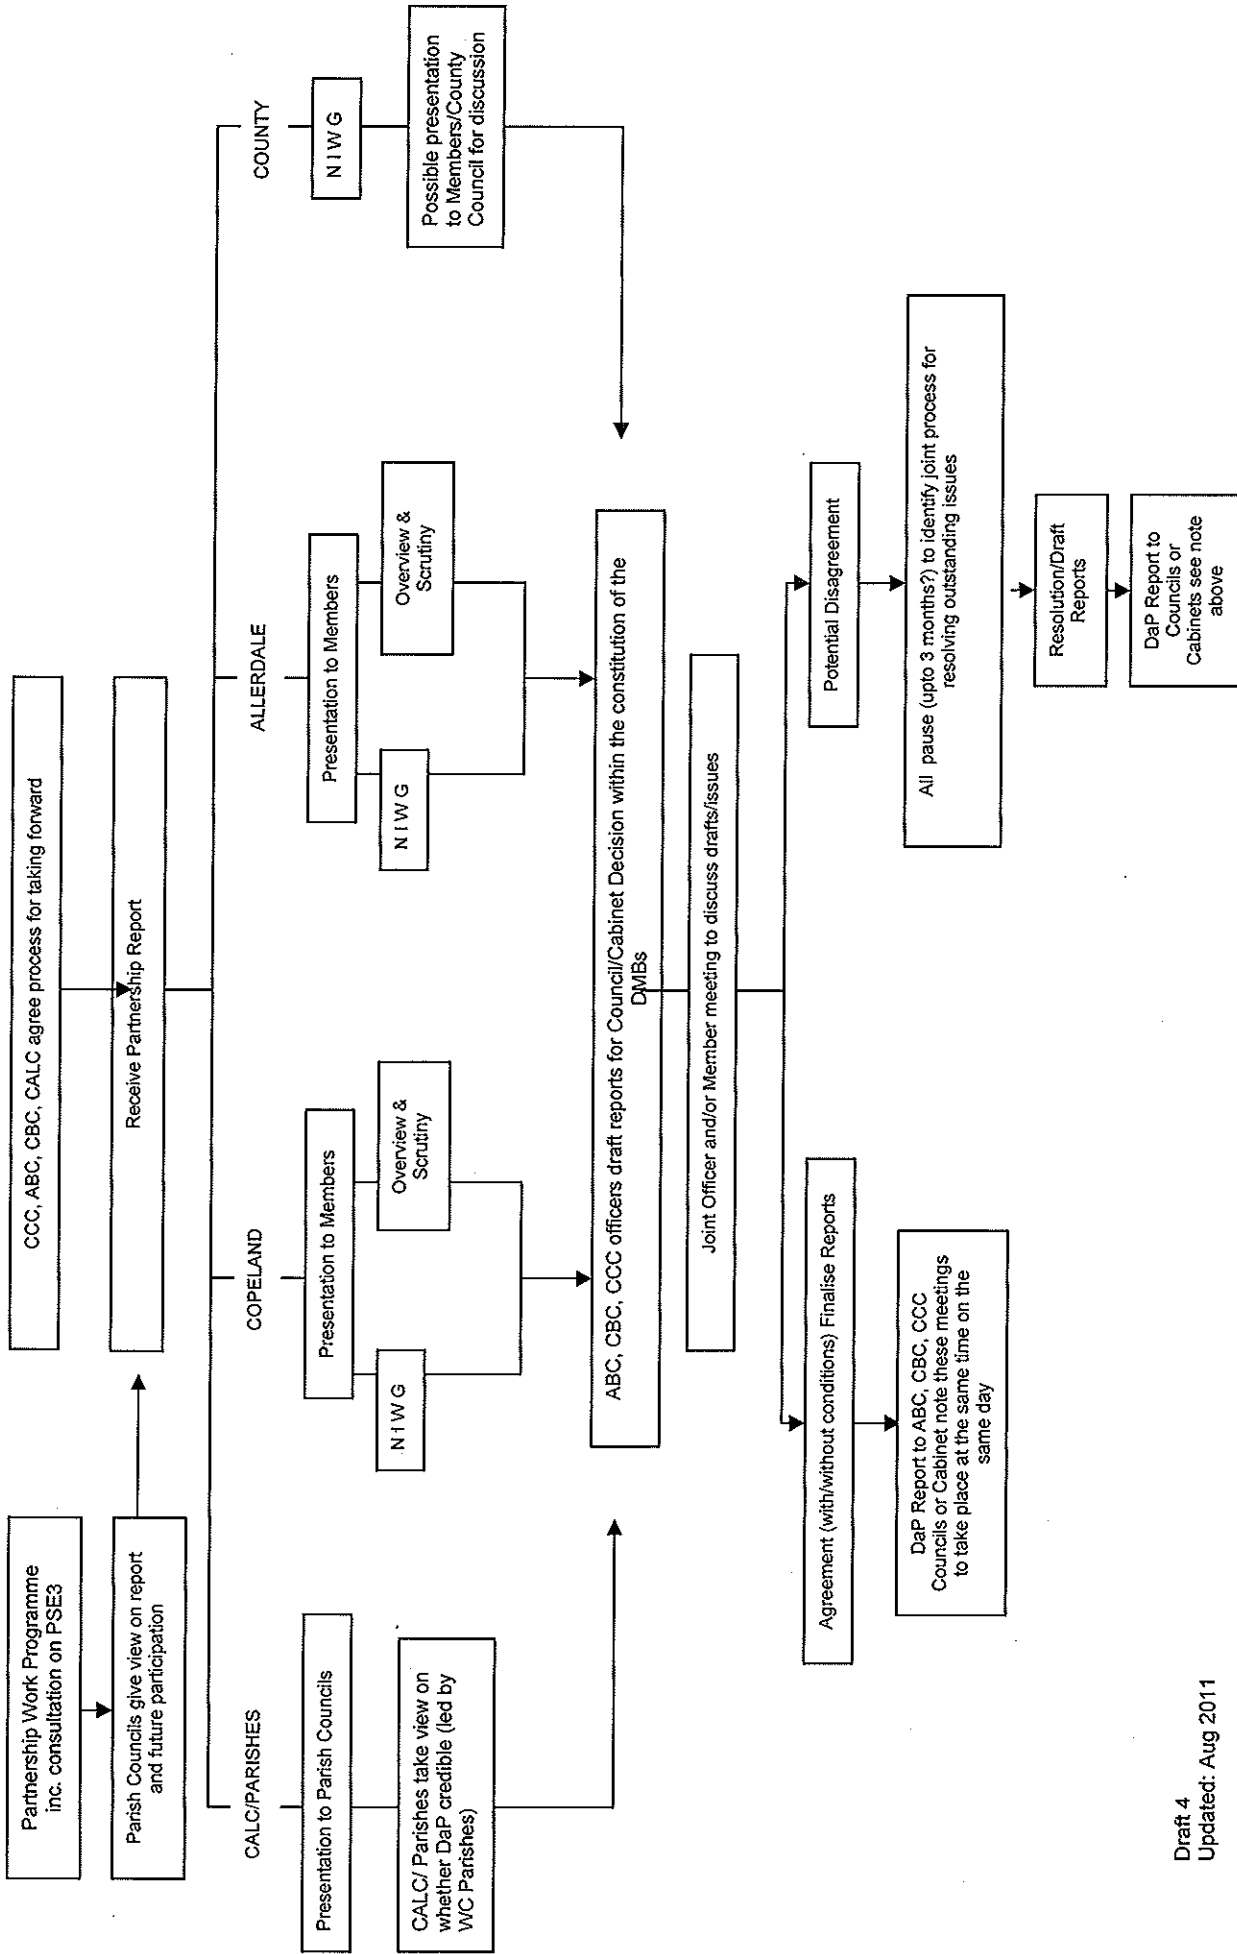 Partnership Work Programme
inc. consultation on PSE3
Parish Councils give view on report
and future participation
CCC, ABC, CBC, CALC agree process for taking forward
Receive Partnership Report
CALC/PARISHES
Presentation to Parish Councils
CALC/ Parishes take view on
whether DaP credible (led by
WC Parishes)
COPELAND
Presentation to Members
N I W G
Overview &
Scrutiny
ALLERDALE
Presentation to Members
N I W G
Overview &
Scrutiny
COUNTY
N I W G
Possible presentation
to Members/County
Council for discussion
ABC, CBC, CCC officers draft reports for Council/Cabinet Decision within the constitution of the
DMBs
Joint Officer and/or Member meeting to discuss drafts/issues
Agreement (with/without conditions) Finalise Reports
DaP Report to ABC, CBC, CCC
Councils or Cabinet note these meetings
to take place at the same time on the
same day
Potential Disagreement
All pause (upto 3 months?) to identify joint process for
resolving outstanding issues
Resolution/Draft
Reports
DaP Report to
Councils or
Cabinets see note
above
Draft 4
Updated: Aug 2011